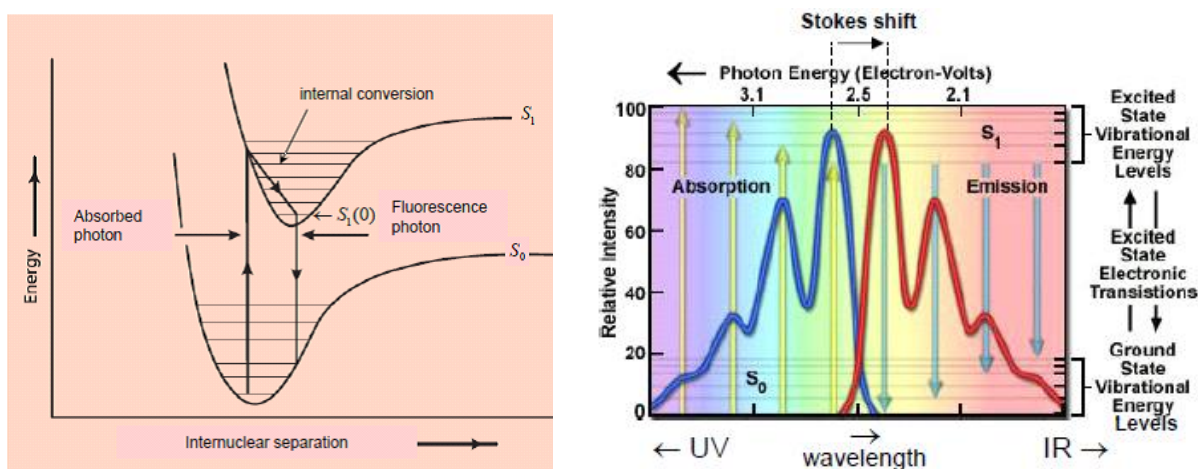 internal conversion
S1
Absorbed
photon
← S1(0)
Fluorescence
photon
S0
Energy
Internuclear separation
Stokes shift
Photon Energy (Electron-Volts)
3.1 2.5 2.1
100
80
60
40
20
0
Relative Intensity
Absorption
S1
Emission
S0
Excited
State
Vibrational
Energy
Levels
Excited
State
Electronic
Transistions
Ground
State
Vibrational
Energy
Levels
← UV
wavelength
IR →